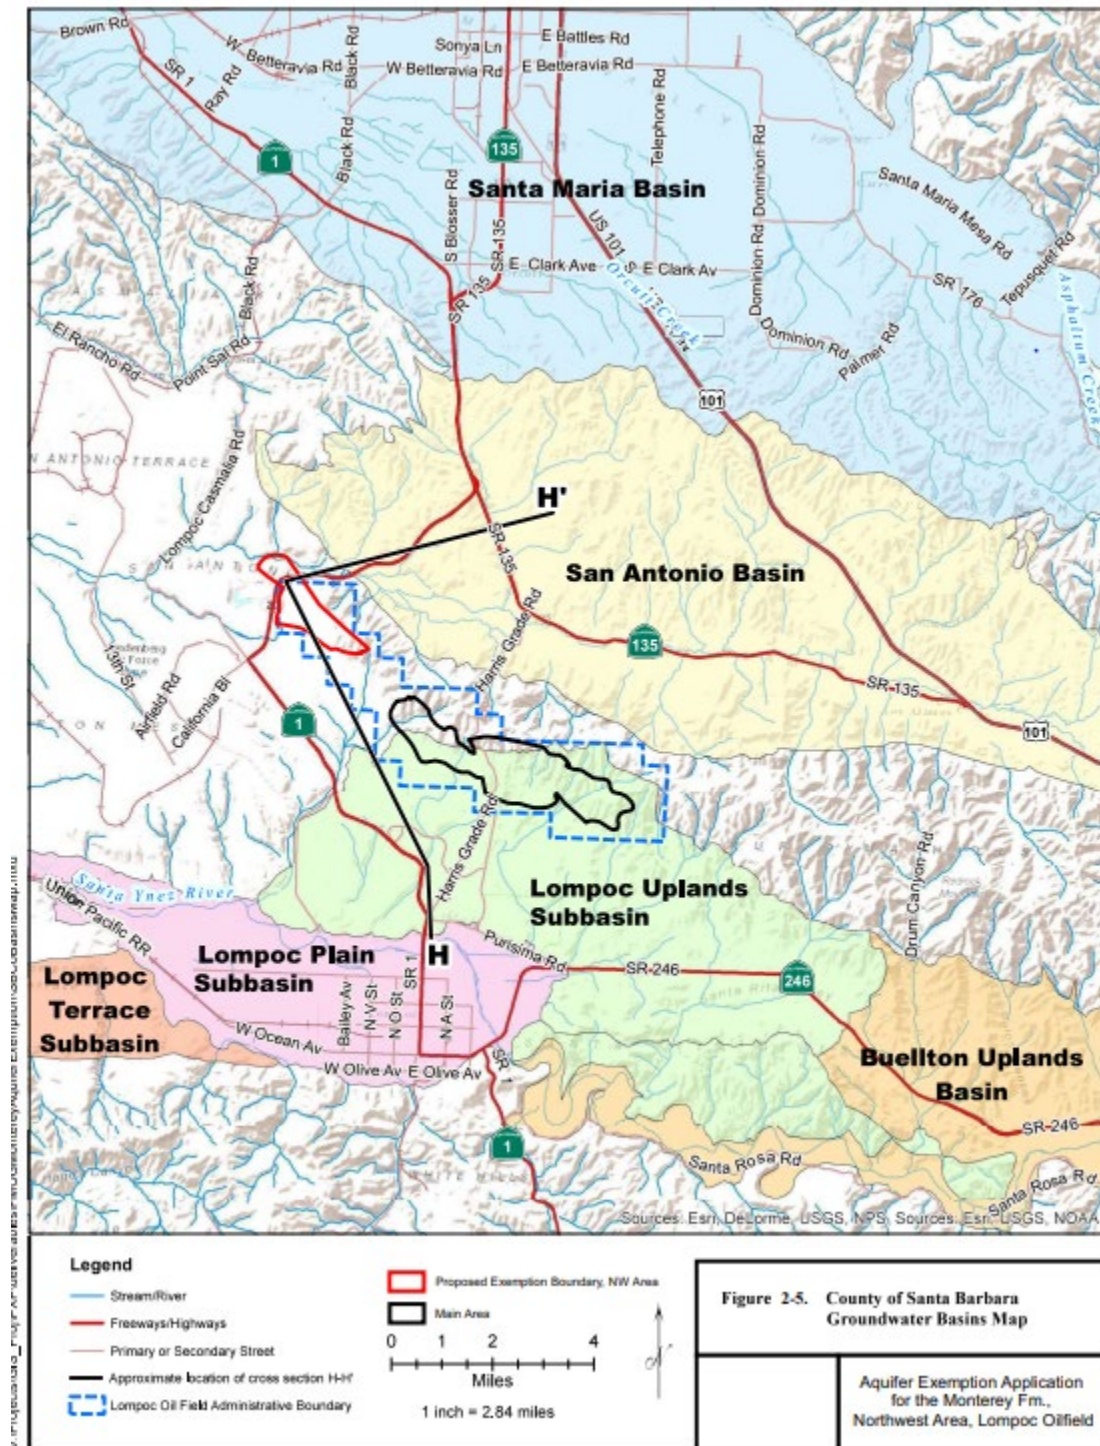 Brown Rd
SR 1
Ray Rd
W Betteravia Rd
Black Rd
Sonya Ln
E Battles Rd
W Betteravia Rd
E Betteravia Rd
1
Black Rd
135
Telephone Rd
Dominion Rd
Dominion Rd
Santa Maria Basin
Santa Maria Mesa Rd
S Blosser Rd
SR 135
US 101
E Clark Ave
S E Clark Av
Orcutt Creek
SR 176
Tepusquet Rd
Asphaltum Creek
Black Rd
SR 135
Dominion Rd
Palmer Rd
El Rancho Rd
Point Sal Rd
101
N ANTONIO TERRACE
Lompoc Casmalia Rd
H'
SR 135
San Antonio Basin
Harris Grade Rd
135
SR 135
13th St
Airfield Rd
California Bl
1
101
Harris Grade Rd
Drum Canyon Rd
Lompoc Uplands
Subbasin
Santa Ynez River
Union Pacific RR
Lompoc Plain
Subbasin
H
Purisima Rd
SR 246
246
Lompoc
Terrace
Subbasin
Bailey Av
N V St
N O St
SR 1
N A St
W Ocean Av
W Olive Av
E Olive Av
SR 1
Buellton Uplands
Basin
SR 246
1
Santa Rosa Rd
Santa Rosa Rd
WHITE HILLS
Sources: Esri, DeLorme, USGS, NPS, Sources: Esri, USGS, NOAA
Legend
Stream/River
Freeways/Highways
Primary or Secondary Street
Approximate location of cross section H-H'
Lompoc Oil Field Administrative Boundary
Proposed Exemption Boundary, NW Area
Main Area
0 1 2 4
Miles
1 inch = 2.84 miles
Figure 2-5. County of Santa Barbara
Groundwater Basins Map
Aquifer Exemption Application
for the Monterey Fm.,
Northwest Area, Lompoc Oilfield